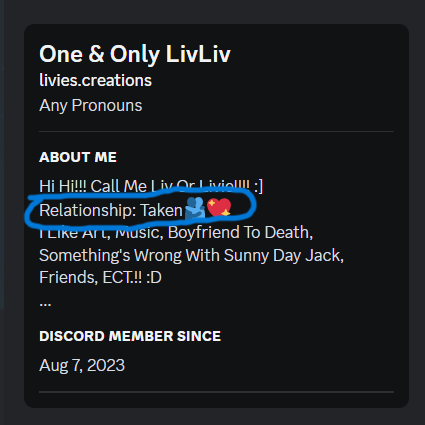 One & Only LivLiv
livies.creations
Any Pronouns
ABOUT ME
Hi Hi!!! Call Me Liv Or Livie!!!! :]
Relationship: Taken🫂💖
I Like Art, Music, Boyfriend To Death,
Something's Wrong With Sunny Day Jack,
Friends, ECT.!! :D
...
DISCORD MEMBER SINCE
Aug 7, 2023